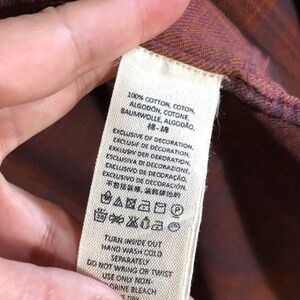 100% COTTON, COTON,
ALGODÓN, COTONE,
BAUMWOLLE, ALGODÃO,
棉 - 綿
EXCLUSIVE OF DECORATION.
EXCLUSIF DE DÉCORATION.
EXCLUSIVA DE DECORACIÓN.
EXKLUSIV DER DEKORATION.
ESCLUSIVA DI DECORAZIONE.
EXCLUSIVO DE DECORAÇÃO.
TURN INSIDE OUT
HAND WASH COLD
SEPARATELY
DO NOT WRING OR TWIST
USE ONLY NON-